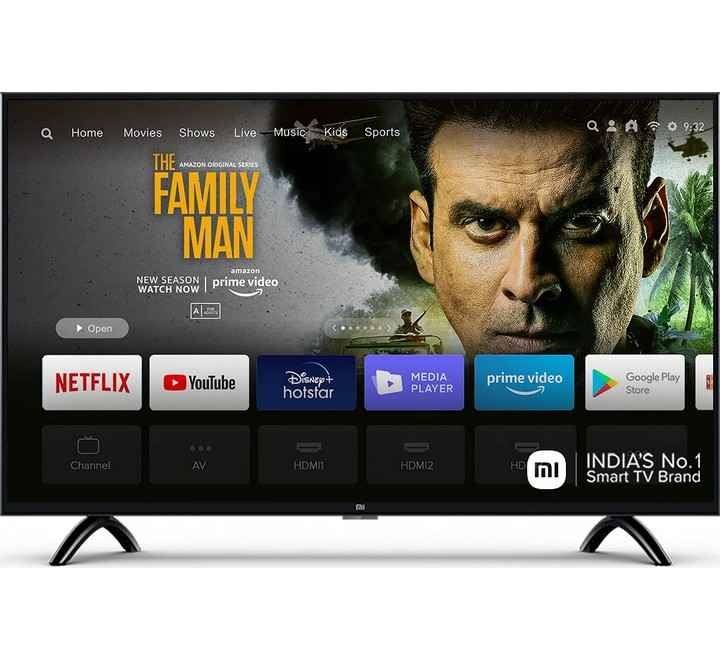 Home Movies Shows Live Music Kids Sports
9:32
THE AMAZON ORIGINAL SERIES
FAMILY
MAN
NEW SEASON
WATCH NOW
amazon
prime video
A
Open
NETFLIX
YouTube
Disney+
hotstar
MEDIA
PLAYER
prime video
Google Play
Store
Channel
AV
HDMI1
HDMI2
HD
mi
INDIA'S No.1
Smart TV Brand
mi